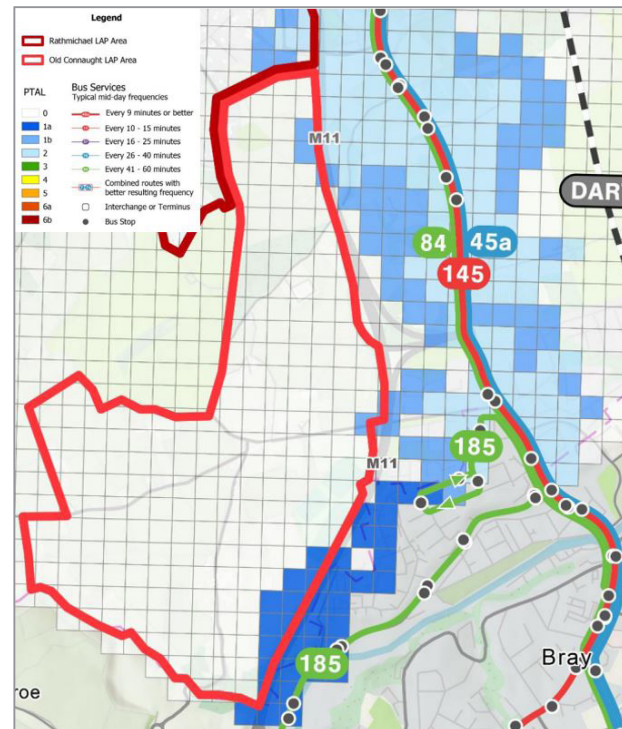 Legend
Rathmichael LAP Area
Old Connaught LAP Area
PTAL
0
1a
1b
2
3
4
5
6a
6b
Bus Services
Typical mid-day frequencies
Every 9 minutes or better
Every 10 - 15 minutes
Every 16 - 25 minutes
Every 26 - 40 minutes
Every 41 - 60 minutes
Combined routes with
better resulting frequency
Interchange or Terminus
Bus Stop
M11
DAR
84
45a
145
185
M11
185
Bray
roe